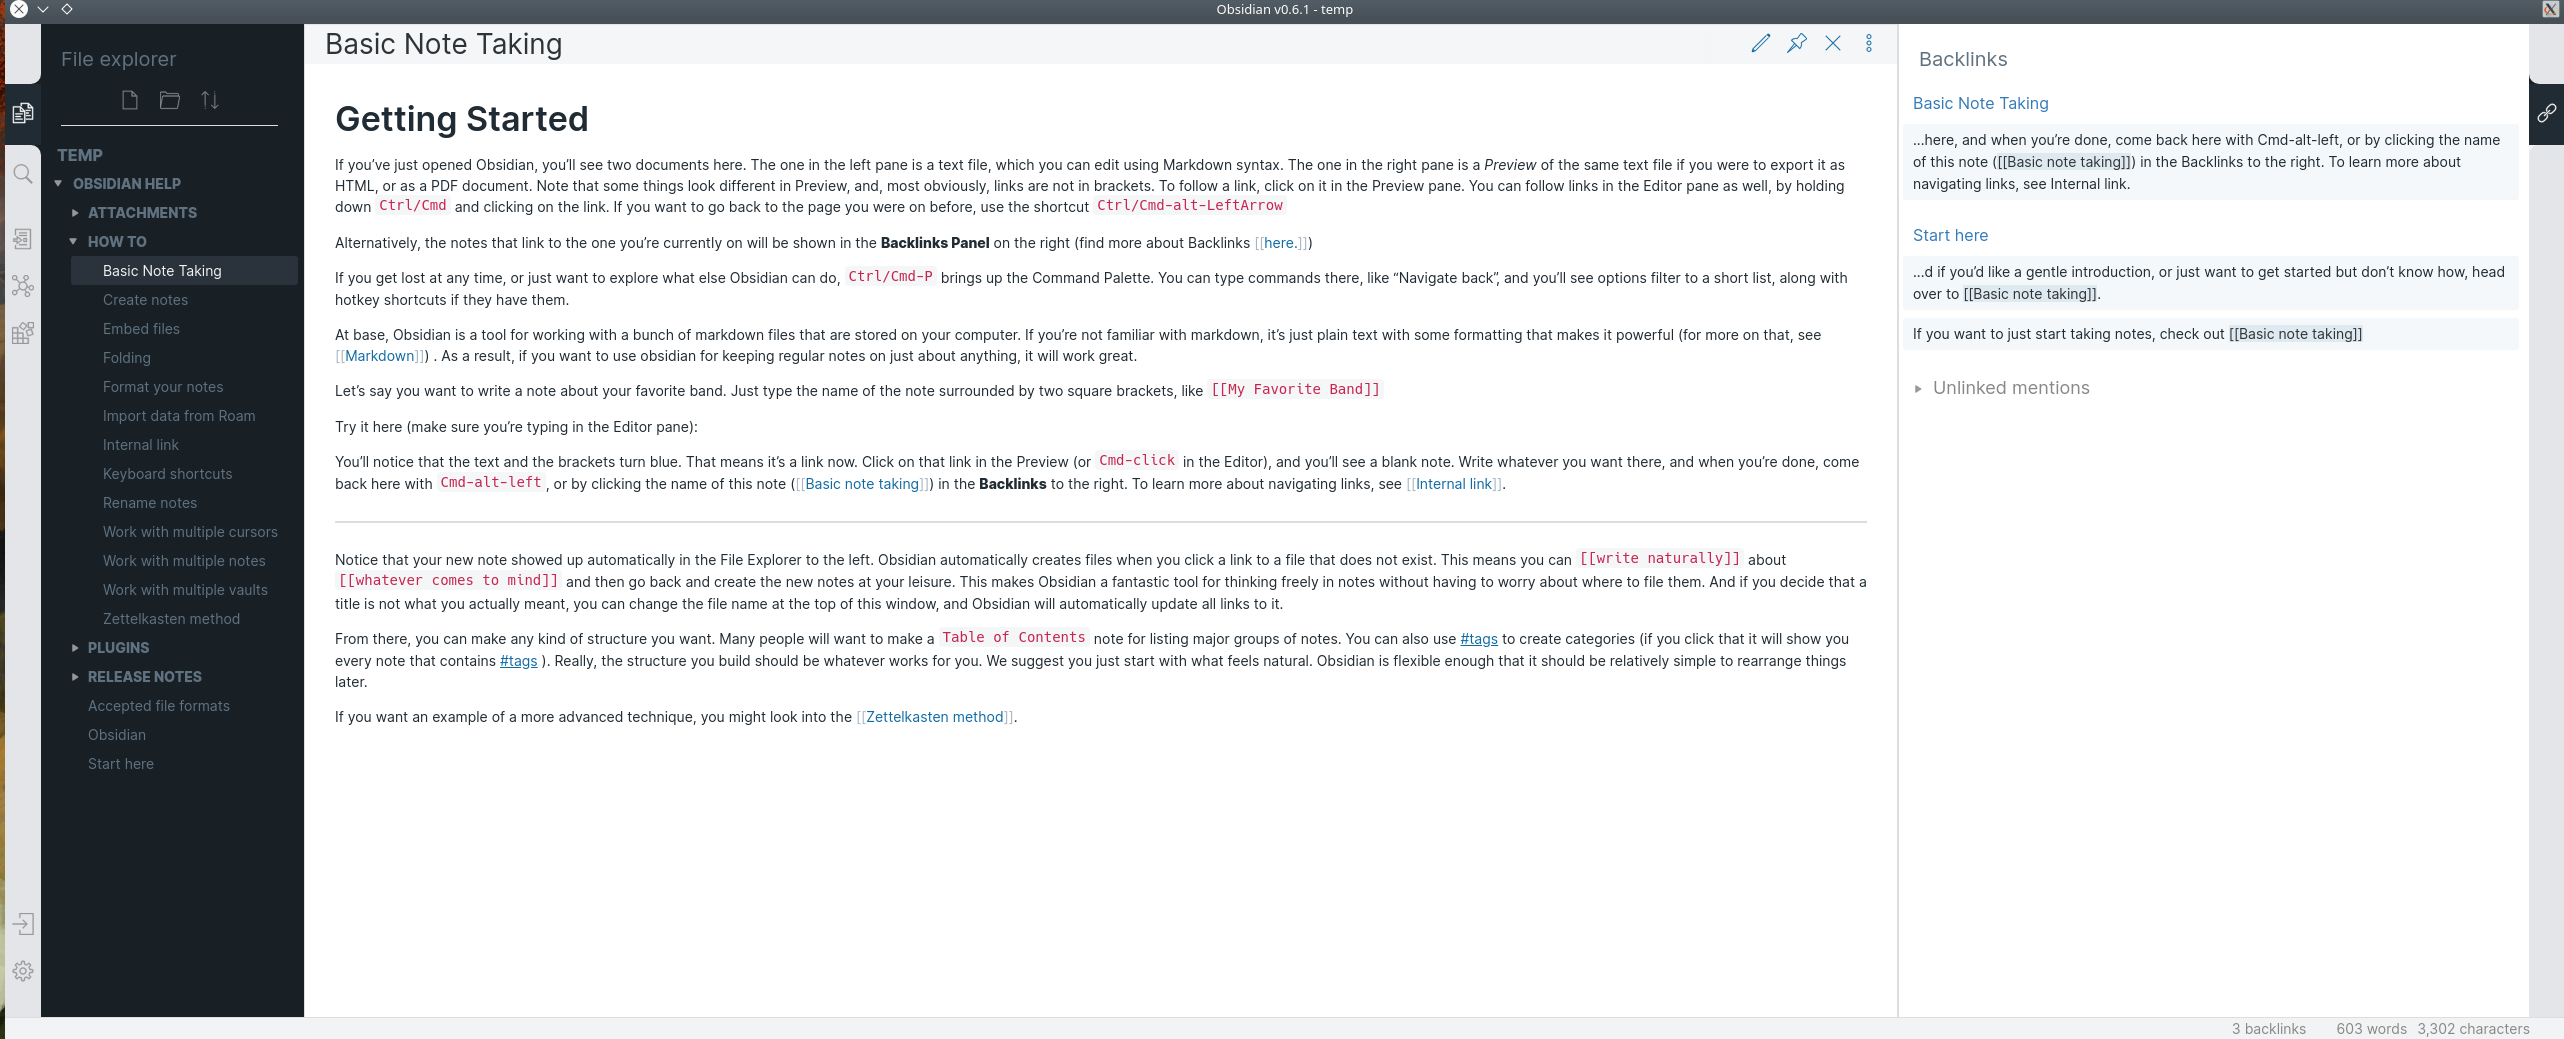 Obsidian v0.6.1 - temp
File explorer
TEMP
OBSIDIAN HELP
ATTACHMENTS
HOW TO
Basic Note Taking
Create notes
Embed files
Folding
Format your notes
Import data from Roam
Internal link
Keyboard shortcuts
Rename notes
Work with multiple cursors
Work with multiple notes
Work with multiple vaults
Zettelkasten method
PLUGINS
RELEASE NOTES
Accepted file formats
Obsidian
Start here
Basic Note Taking
Getting Started
If you’ve just opened Obsidian, you’ll see two documents here. The one in the left pane is a text file, which you can edit using Markdown syntax. The one in the right pane is a Preview of the same text file if you were to export it as
HTML, or as a PDF document. Note that some things look different in Preview, and, most obviously, links are not in brackets. To follow a link, click on it in the Preview pane. You can follow links in the Editor pane as well, by holding
down Ctrl/Cmd and clicking on the link. If you want to go back to the page you were on before, use the shortcut Ctrl/Cmd-alt-LeftArrow
Alternatively, the notes that link to the one you’re currently on will be shown in the Backlinks Panel on the right (find more about Backlinks [[here.]])
If you get lost at any time, or just want to explore what else Obsidian can do, Ctrl/Cmd-P brings up the Command Palette. You can type commands there, like “Navigate back”, and you’ll see options filter to a short list, along with
hotkey shortcuts if they have them.
At base, Obsidian is a tool for working with a bunch of markdown files that are stored on your computer. If you’re not familiar with markdown, it’s just plain text with some formatting that makes it powerful (for more on that, see
[[Markdown]]) . As a result, if you want to use obsidian for keeping regular notes on just about anything, it will work great.
Let’s say you want to write a note about your favorite band. Just type the name of the note surrounded by two square brackets, like [[My Favorite Band]]
Try it here (make sure you’re typing in the Editor pane):
You’ll notice that the text and the brackets turn blue. That means it’s a link now. Click on that link in the Preview (or Cmd-click in the Editor), and you’ll see a blank note. Write whatever you want there, and when you’re done, come
back here with Cmd-alt-left , or by clicking the name of this note ([[Basic note taking]]) in the Backlinks to the right. To learn more about navigating links, see [[Internal link]].
Notice that your new note showed up automatically in the File Explorer to the left. Obsidian automatically creates files when you click a link to a file that does not exist. This means you can [[write naturally]] about
[[whatever comes to mind]] and then go back and create the new notes at your leisure. This makes Obsidian a fantastic tool for thinking freely in notes without having to worry about where to file them. And if you decide that a
title is not what you actually meant, you can change the file name at the top of this window, and Obsidian will automatically update all links to it.
From there, you can make any kind of structure you want. Many people will want to make a Table of Contents note for listing major groups of notes. You can also use #tags to create categories (if you click that it will show you
every note that contains #tags ). Really, the structure you build should be whatever works for you. We suggest you just start with what feels natural. Obsidian is flexible enough that it should be relatively simple to rearrange things
later.
If you want an example of a more advanced technique, you might look into the [[Zettelkasten method]].
Backlinks
Basic Note Taking
...here, and when you’re done, come back here with Cmd-alt-left, or by clicking the name
of this note ([[Basic note taking]]) in the Backlinks to the right. To learn more about
navigating links, see Internal link.
Start here
...d if you’d like a gentle introduction, or just want to get started but don’t know how, head
over to [[Basic note taking]].
If you want to just start taking notes, check out [[Basic note taking]]
Unlinked mentions
3 backlinks 603 words 3,302 characters